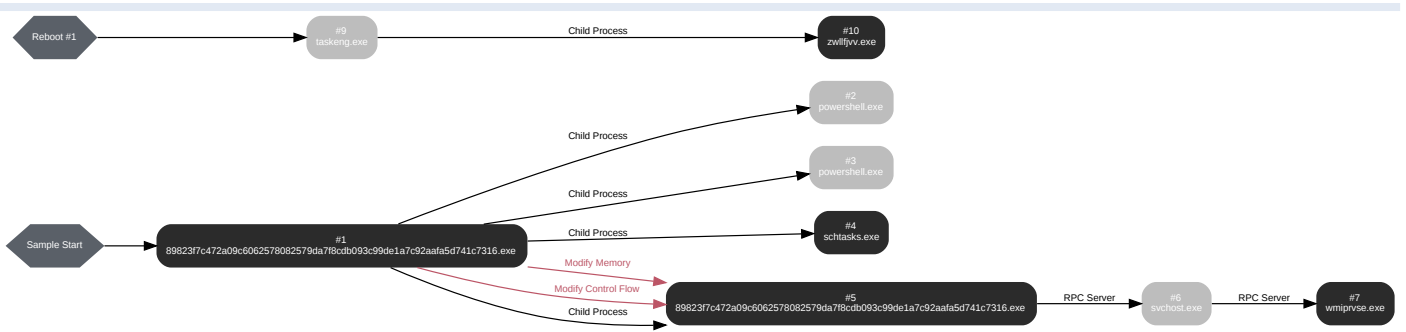 Reboot #1
#9
taskeng.exe
Child Process
#10
zwllfjvv.exe
#2
powershell.exe
Child Process
#3
powershell.exe
Child Process
Sample Start
#1
89823f7c472a09c6062578082579da7f8cdb093c99de1a7c92aafa5d741c7316.exe
Child Process
#4
schtasks.exe
Modify Memory
Modify Control Flow
Child Process
#5
89823f7c472a09c6062578082579da7f8cdb093c99de1a7c92aafa5d741c7316.exe
RPC Server
#6
svchost.exe
RPC Server
#7
wmiprvse.exe